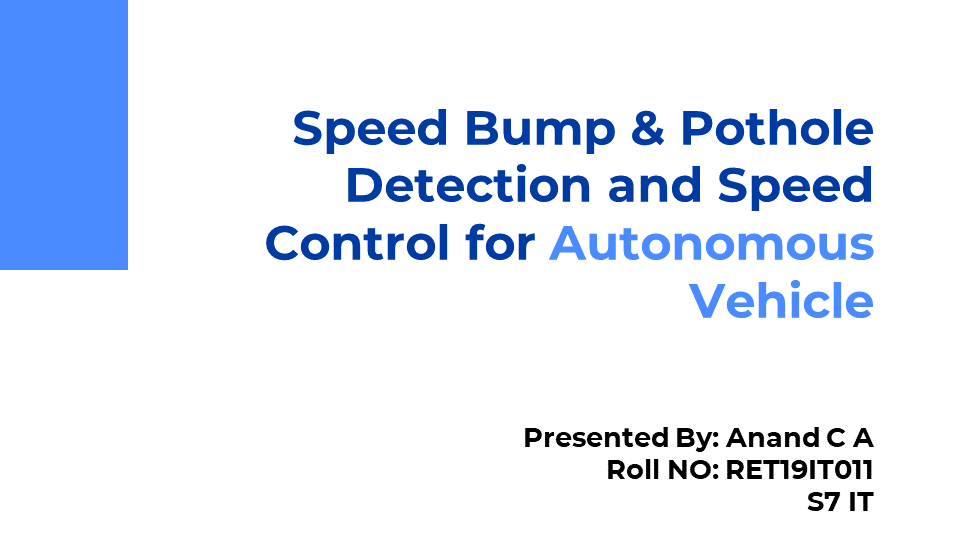 Speed Bump & Pothole
Detection and Speed
Control for Autonomous
Vehicle
Presented By: Anand C A
Roll NO: RET19IT011
S7 IT